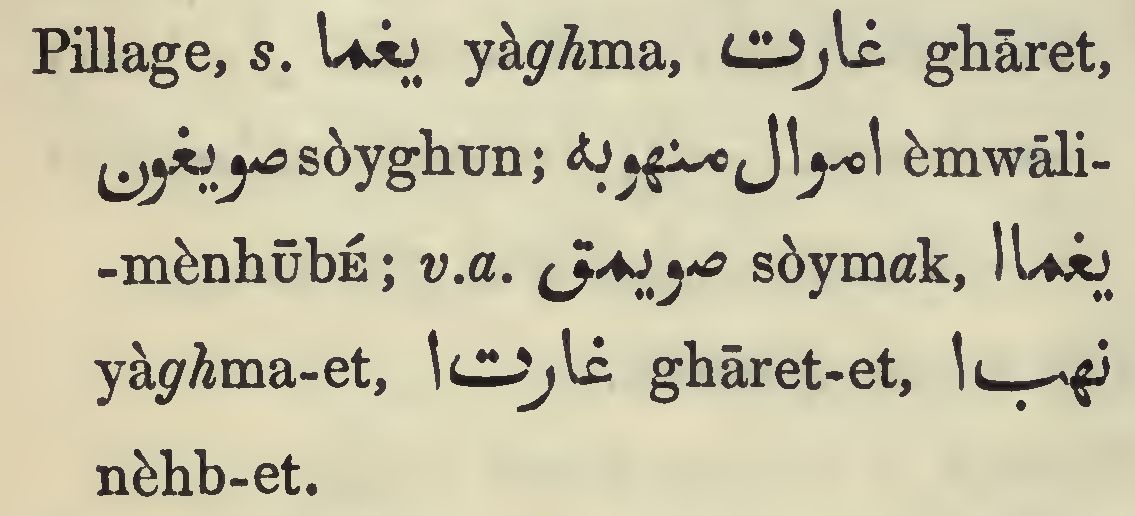 Pillage, s. يغما yàghma, غارت ghāret,
صويغون sòyghun; اموال منهوبه èmwāli-
-mènhūbÉ; v.a. صويمق sòymak, يغما ا
yàghma-et, غارت ا ghāret-et, نهب ا
nèhb-et.